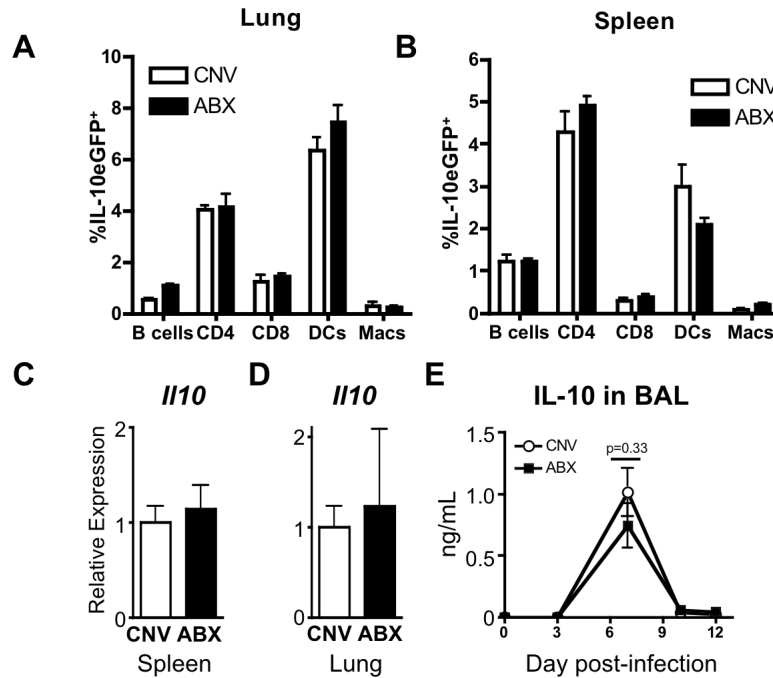 Lung
A
10
8
6
4
2
0
%IL-10eGFP+
CNV
ABX
B cells CD4 CD8 DCs Macs
Spleen
B
6
5
4
3
2
1
0
%IL-10eGFP+
CNV
ABX
B cells CD4 CD8 DCs Macs
C
Il10
2
1
0
Relative Expression
CNV ABX
Spleen
D
Il10
2
1
0
CNV ABX
Lung
E
IL-10 in BAL
CNV
ABX
p=0.33
1.5
1.0
0.5
0
ng/mL
0 3 6 9 12
Day post-infection